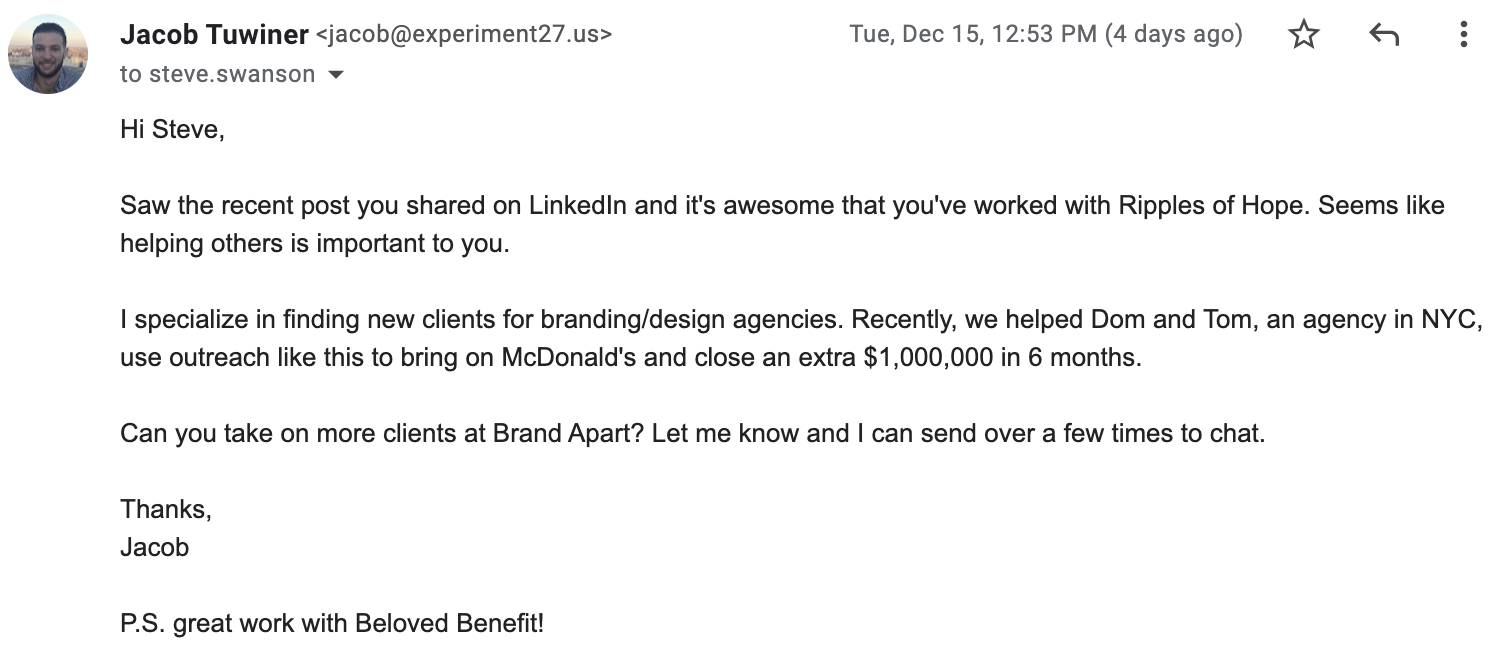 Jacob Tuwiner <jacob@experiment27.us>
Tue, Dec 15, 12:53 PM (4 days ago)
to steve.swanson
Hi Steve,
Saw the recent post you shared on LinkedIn and it's awesome that you've worked with Ripples of Hope. Seems like
helping others is important to you.
I specialize in finding new clients for branding/design agencies. Recently, we helped Dom and Tom, an agency in NYC,
use outreach like this to bring on McDonald's and close an extra $1,000,000 in 6 months.
Can you take on more clients at Brand Apart? Let me know and I can send over a few times to chat.
Thanks,
Jacob
P.S. great work with Beloved Benefit!